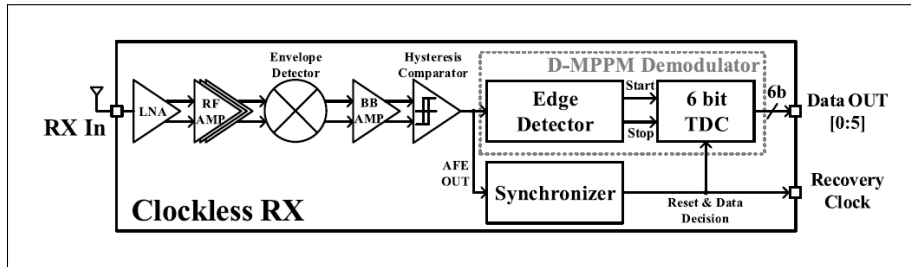 Envelope
Detector
Hysteresis
Comparator
D-MPPM Demodulator
RX In
LNA
RF
AMP
BB
AMP
Edge
Detector
Start
Stop
6 bit
TDC
6b
Data OUT
[0:5]
AFE
OUT
Synchronizer
Reset & Data
Decision
Recovery
Clock
Clockless RX